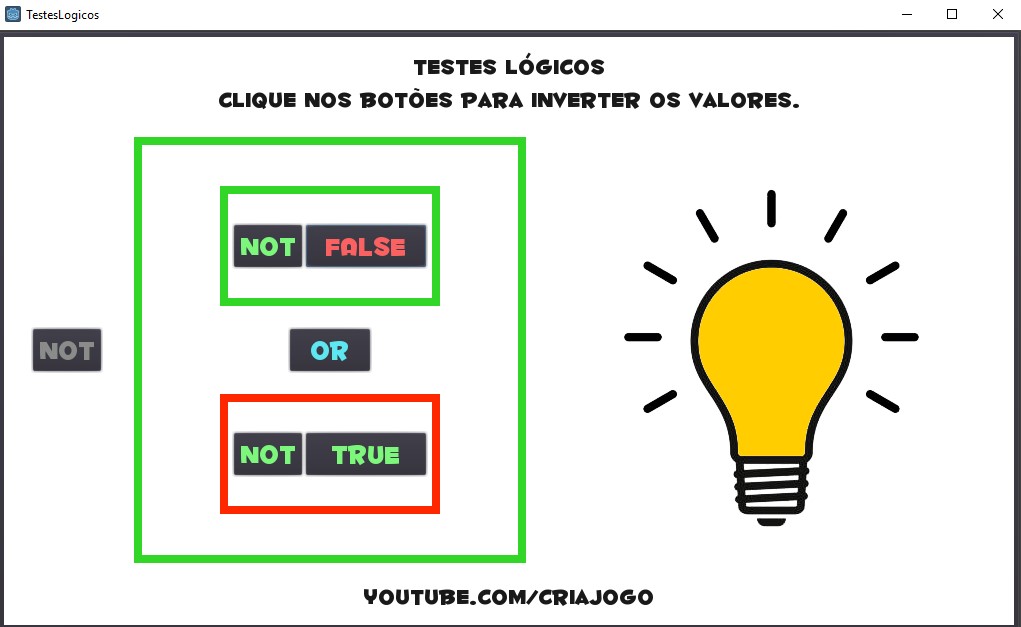 TestesLogicos
TESTES LÓGICOS
CLIQUE NOS BOTÒES PARA INVERTER OS VALORES.
NOT FALSE
NOT
OR
NOT TRUE
YOUTUBE.COM/CRIAJOGO